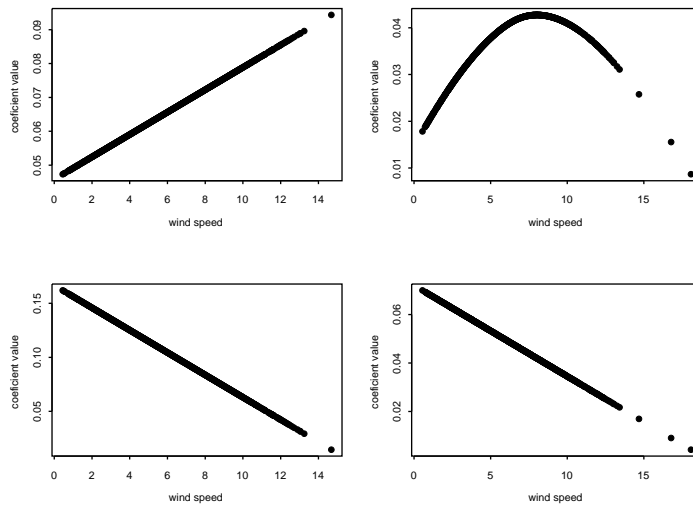 coeficient value
0.05 0.06 0.07 0.08 0.09
0 2 4 6 8 10 12 14
wind speed
coeficient value
0.01 0.02 0.03 0.04
0 5 10 15
wind speed
coeficient value
0.05 0.10 0.15
0 2 4 6 8 10 12 14
wind speed
coeficient value
0.02 0.04 0.06
0 5 10 15
wind speed